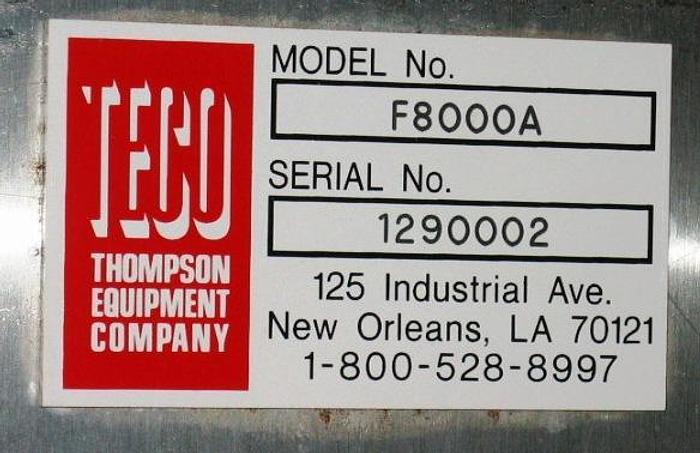 TECO
THOMPSON
EQUIPMENT
COMPANY
MODEL No.
F8000A
SERIAL No.
1290002
125 Industrial Ave.
New Orleans, LA 70121
1-800-528-8997